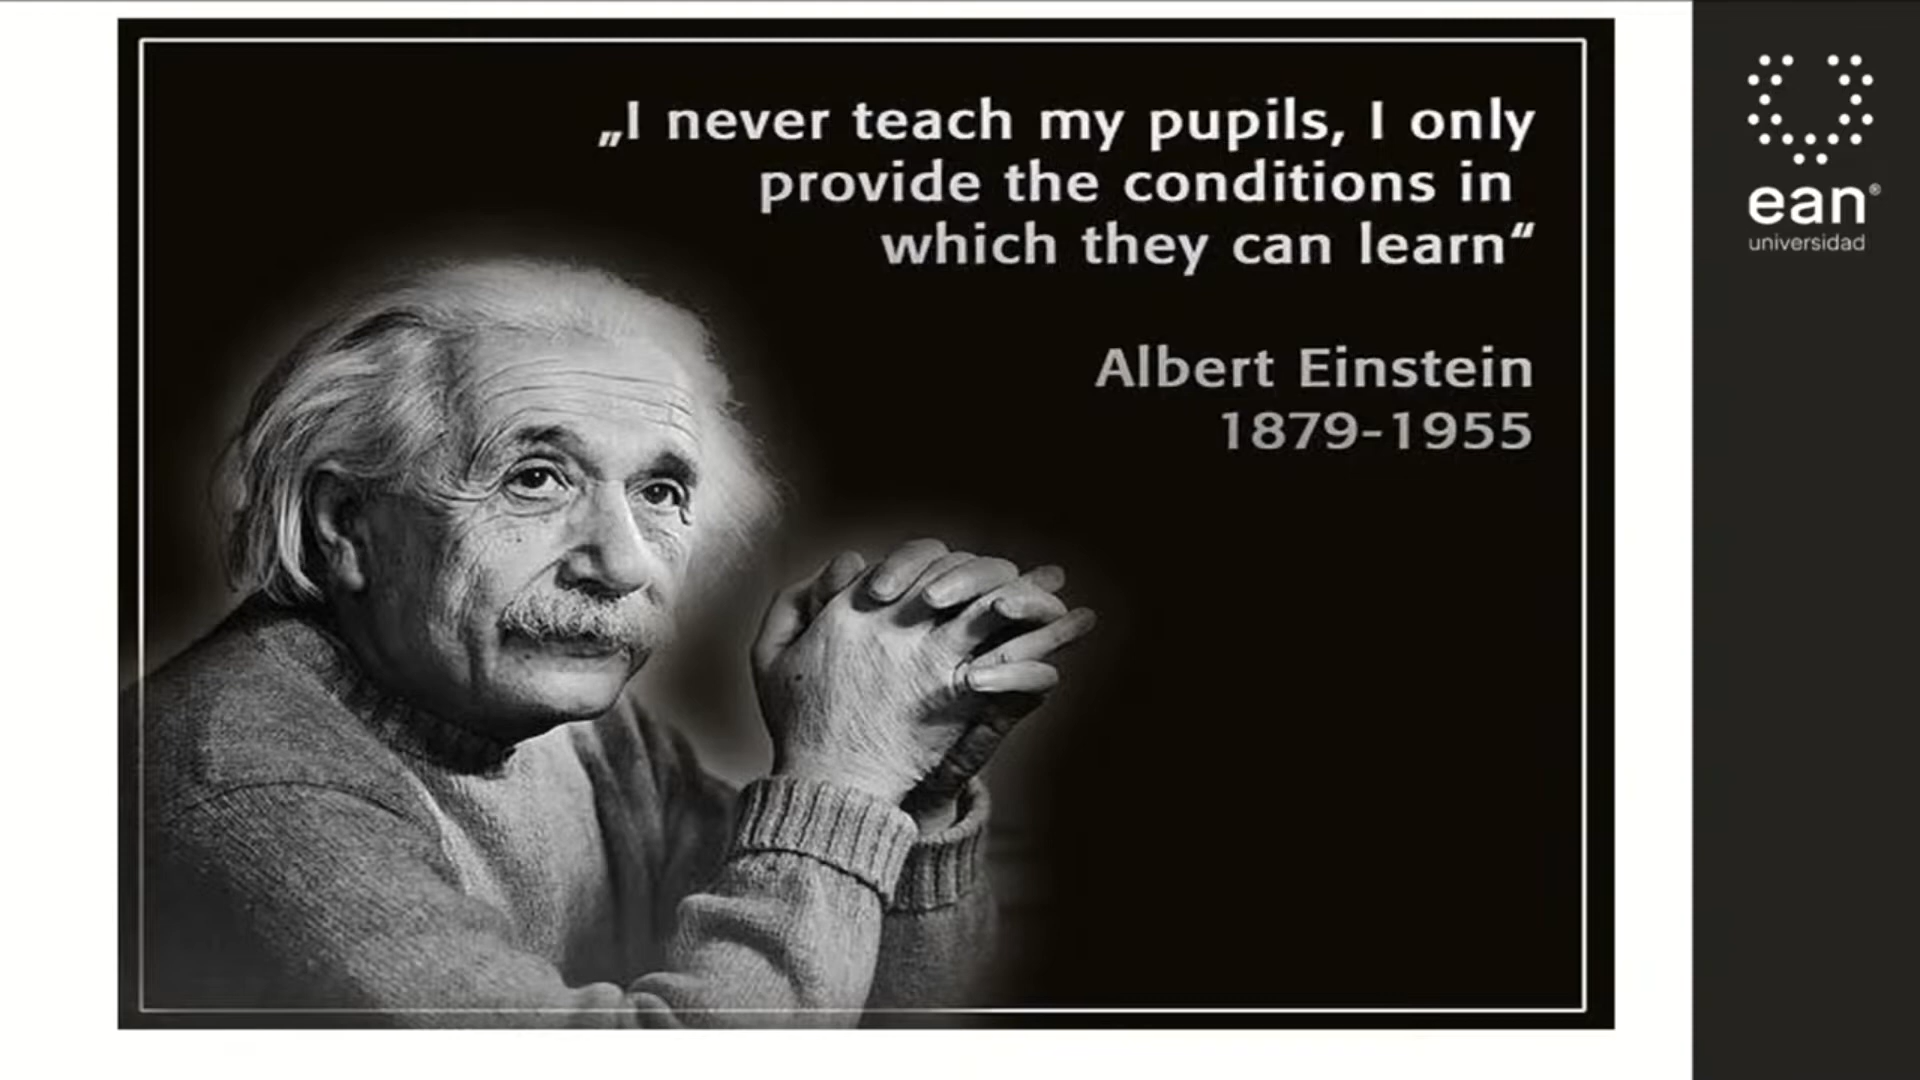 „I never teach my pupils, I only
provide the conditions in
which they can learn“
Albert Einstein
1879-1955
ean®
universidad